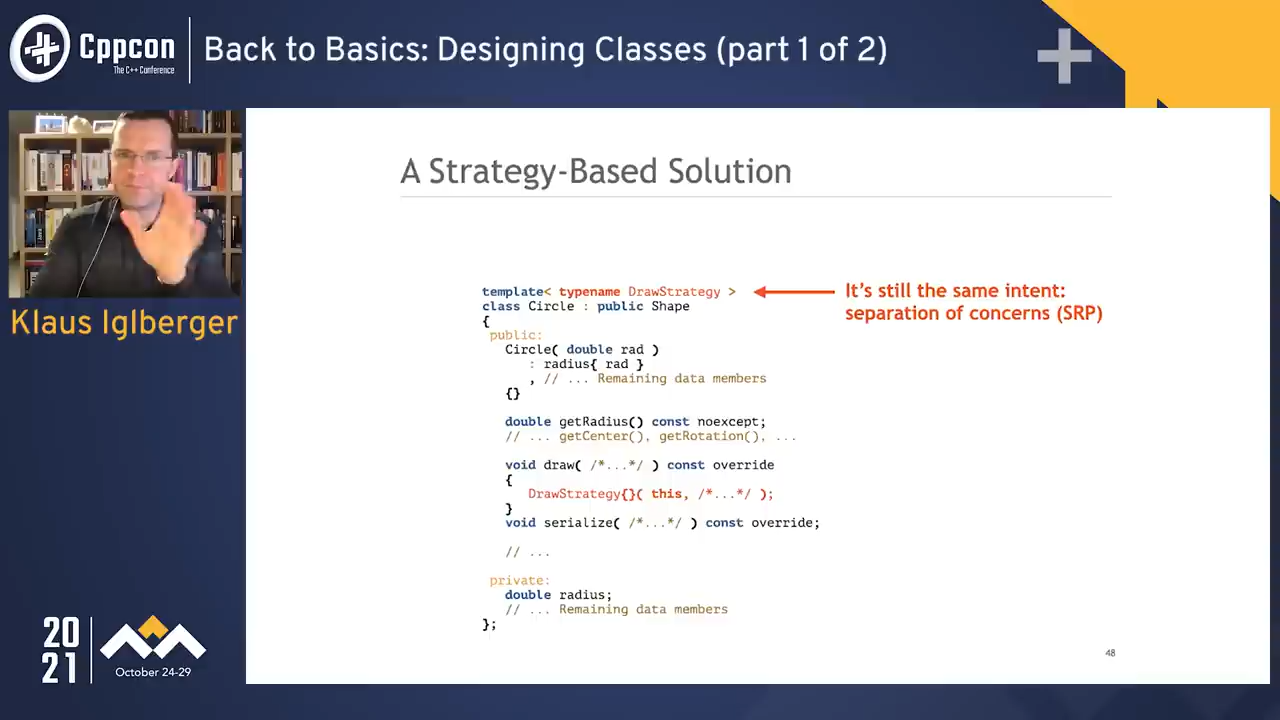 Cppcon
The C++ Conference
Back to Basics: Designing Classes (part 1 of 2)
Klaus Iglberger
A Strategy-Based Solution
template< typename DrawStrategy >
class Circle : public Shape
{
public:
Circle( double rad )
: radius{ rad }
, // ... Remaining data members
{}
double getRadius() const noexcept;
// ... getCenter(), getRotation(), ...
void draw( /*...*/ ) const override
{
DrawStrategy{}( this, /*...*/ );
}
void serialize( /*...*/ ) const override;
// ...
private:
double radius;
// ... Remaining data members
};
It's still the same intent:
separation of concerns (SRP)
48
20
21
October 24-29